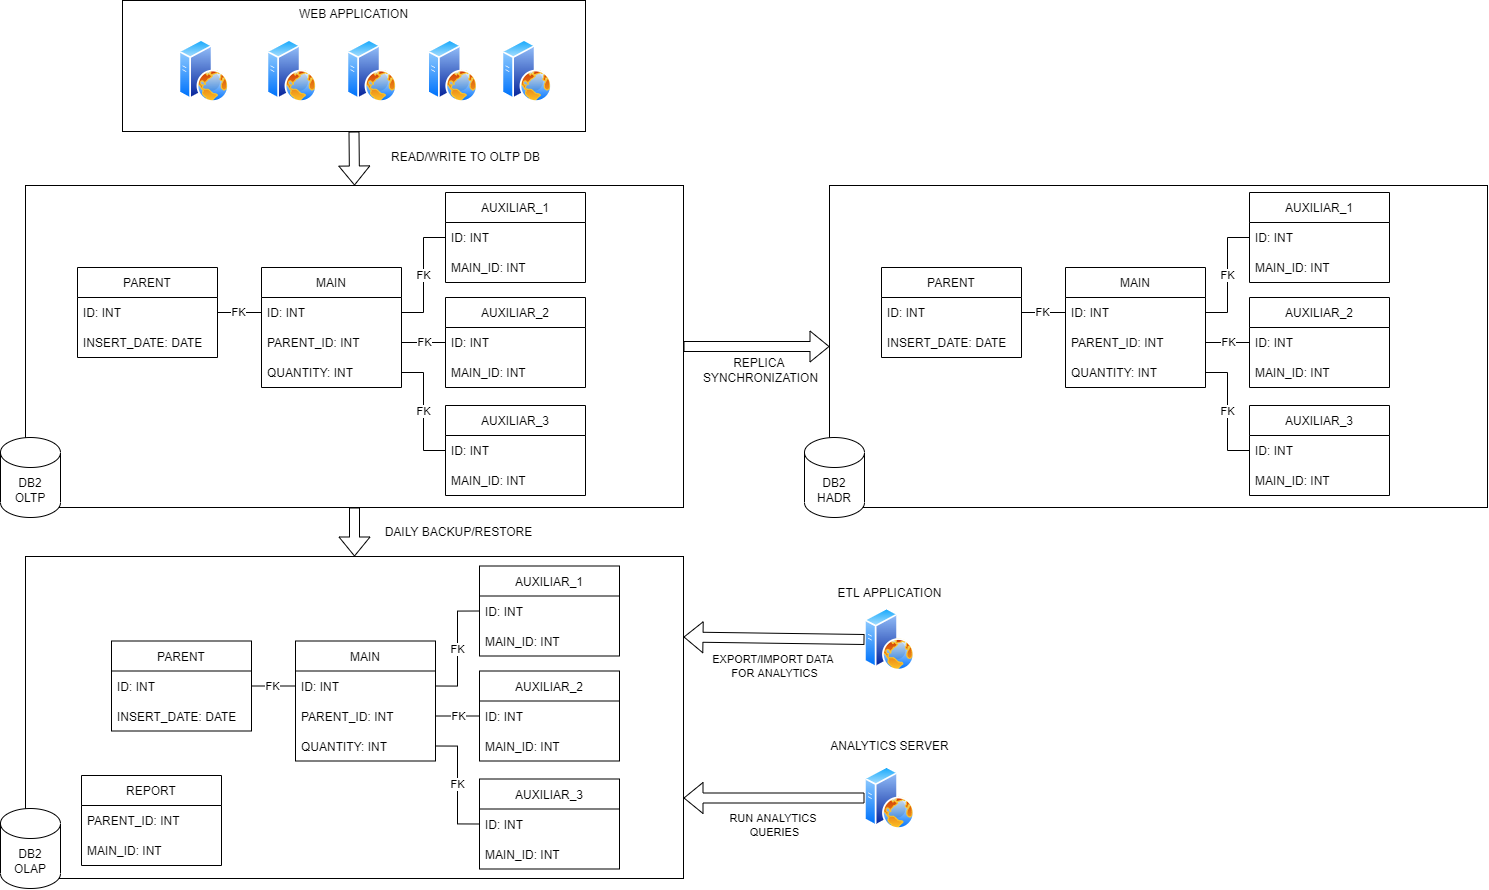 WEB APPLICATION
READ/WRITE TO OLTP DB
AUXILIAR_1
ID: INT
MAIN_ID: INT
PARENT
ID: INT
INSERT_DATE: DATE
FK
MAIN
ID: INT
PARENT_ID: INT
QUANTITY: INT
FK
FK
FK
AUXILIAR_2
ID: INT
MAIN_ID: INT
AUXILIAR_3
ID: INT
MAIN_ID: INT
DB2
OLTP
REPLICA
SYNCHRONIZATION
AUXILIAR_1
ID: INT
MAIN_ID: INT
PARENT
ID: INT
INSERT_DATE: DATE
FK
MAIN
ID: INT
PARENT_ID: INT
QUANTITY: INT
FK
FK
FK
AUXILIAR_2
ID: INT
MAIN_ID: INT
AUXILIAR_3
ID: INT
MAIN_ID: INT
DB2
HADR
DAILY BACKUP/RESTORE
AUXILIAR_1
ID: INT
MAIN_ID: INT
PARENT
ID: INT
INSERT_DATE: DATE
FK
MAIN
ID: INT
PARENT_ID: INT
QUANTITY: INT
FK
FK
FK
AUXILIAR_2
ID: INT
MAIN_ID: INT
AUXILIAR_3
ID: INT
MAIN_ID: INT
REPORT
PARENT_ID: INT
MAIN_ID: INT
DB2
OLAP
ETL APPLICATION
EXPORT/IMPORT DATA
FOR ANALYTICS
ANALYTICS SERVER
RUN ANALYTICS
QUERIES